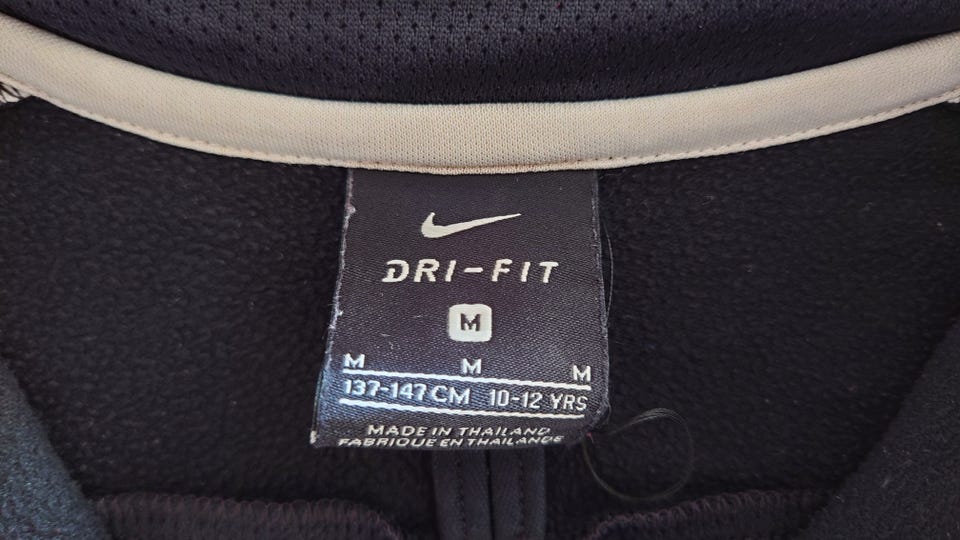 DRI-FIT
M
M M M
137-147 CM 10-12 YRS
MADE IN THAILAND
FABRIQUE EN THAILANDE